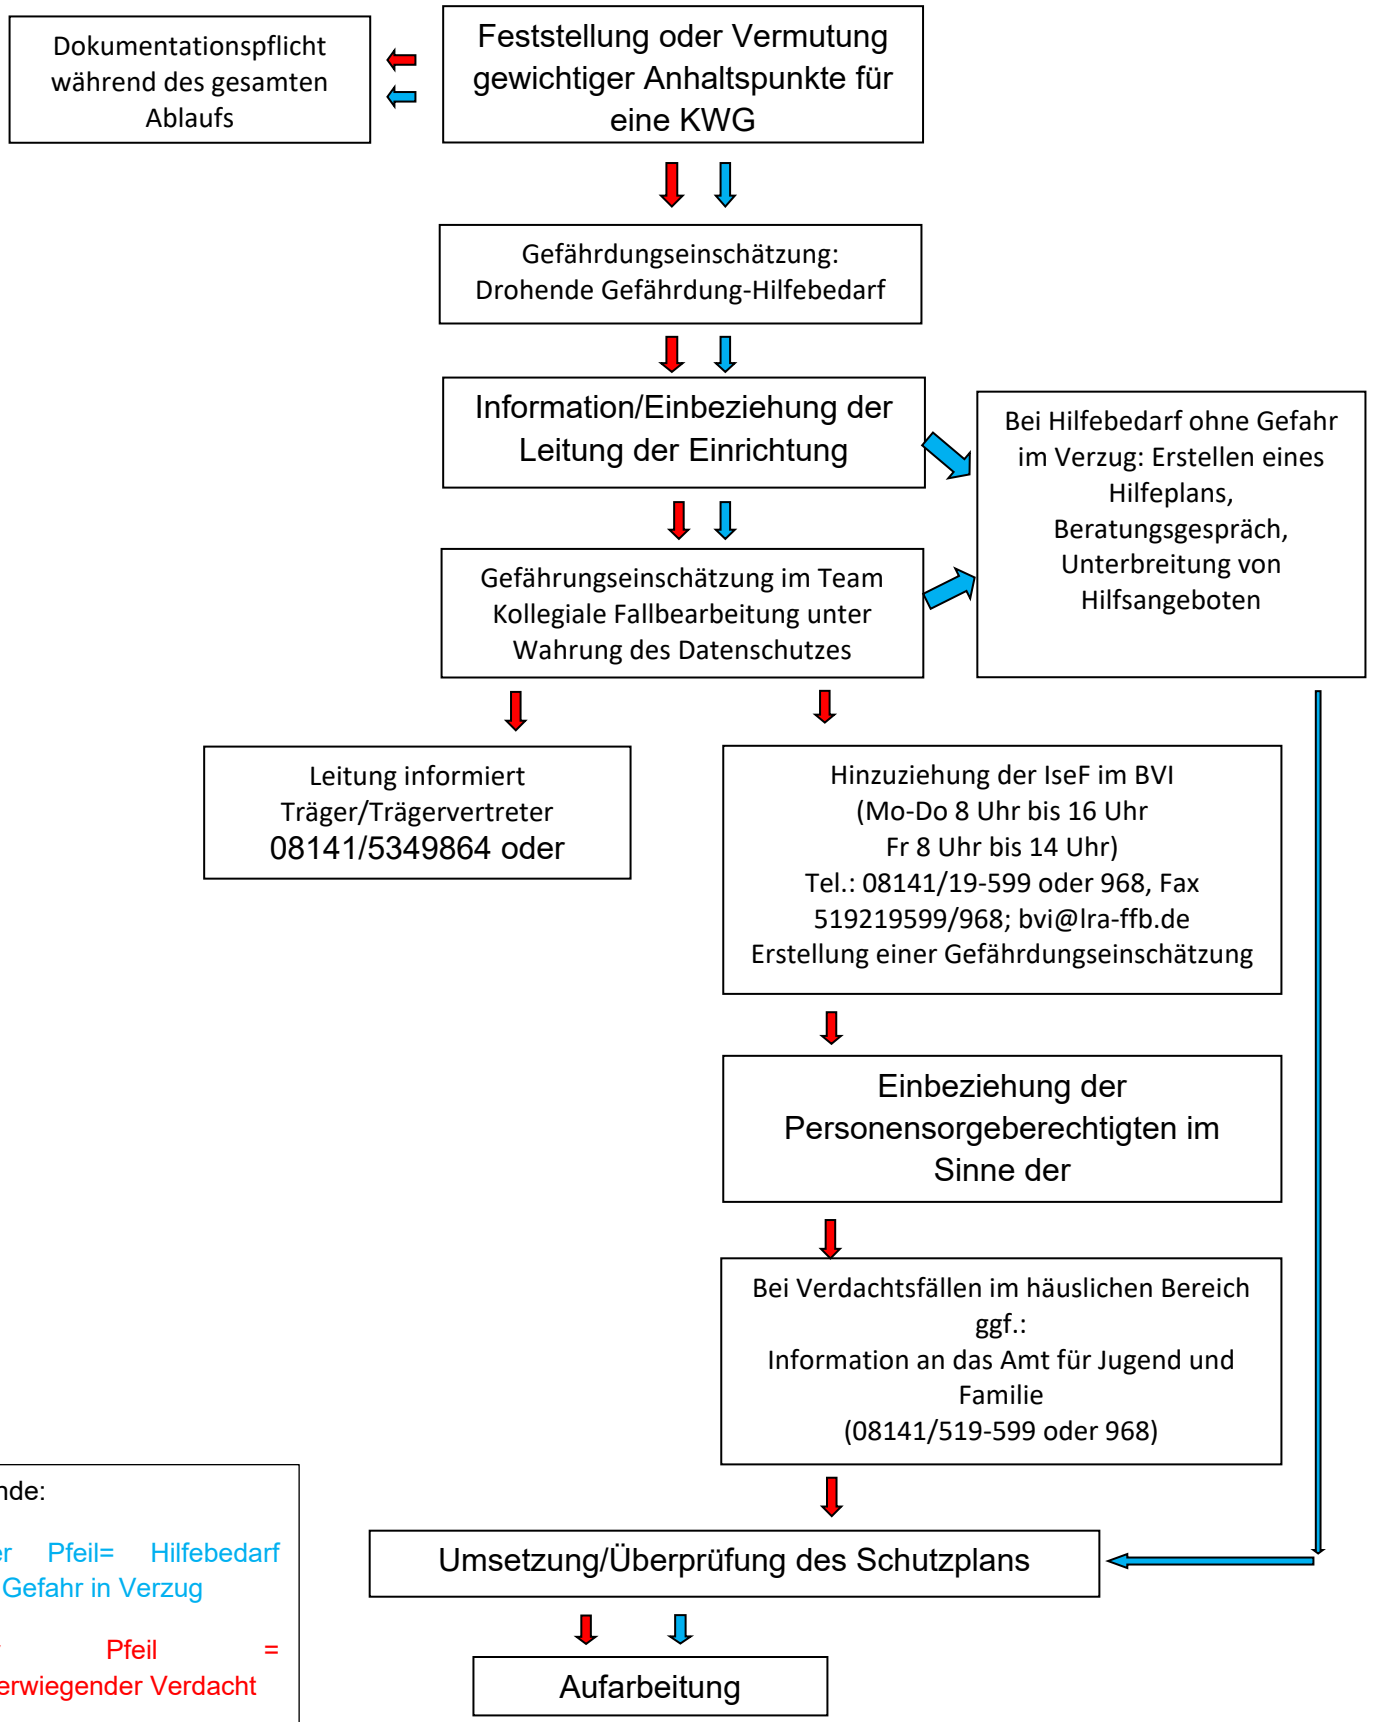 Dokumentationspflicht
während des gesamten
Ablaufs
Feststellung oder Vermutung
gewichtiger Anhaltspunkte für
eine KWG
Gefährdungseinschätzung:
Drohende Gefährdung-Hilfebedarf
Information/Einbeziehung der
Leitung der Einrichtung
Bei Hilfebedarf ohne Gefahr
im Verzug: Erstellen eines
Hilfeplans,
Beratungsgespräch,
Unterbreitung von
Hilfsangeboten
Gefährungseinschätzung im Team
Kollegiale Fallbearbeitung unter
Wahrung des Datenschutzes
Leitung informiert
Träger/Trägervertreter
08141/5349864 oder
Hinzuziehung der IseF im BVI
(Mo-Do 8 Uhr bis 16 Uhr
Fr 8 Uhr bis 14 Uhr)
Tel.: 08141/19-599 oder 968, Fax
519219599/968; bvi@lra-ffb.de
Erstellung einer Gefährdungseinschätzung
Einbeziehung der
Personensorgeberechtigten im
Sinne der
Bei Verdachtsfällen im häuslichen Bereich
ggf.:
Information an das Amt für Jugend und
Familie
(08141/519-599 oder 968)
Umsetzung/Überprüfung des Schutzplans
Aufarbeitung
nde:
er Pfeil= Hilfebedarf
Gefahr in Verzug
Pfeil =
erwiegender Verdacht